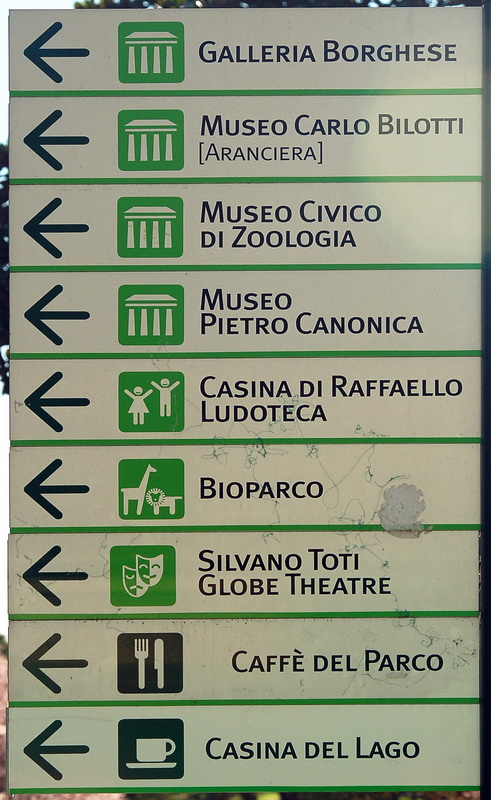 GALLERIA BORGHESE
MUSEO CARLO BILOTTI
[ARANCIERA]
MUSEO CIVICO
DI ZOOLOGIA
MUSEO
PIETRO CANONICA
CASINA DI RAFFAELLO
LUDOTECA
BIOPARCO
SILVANO TOTI
GLOBE THEATRE
CAFFÈ DEL PARCO
CASINA DEL LAGO